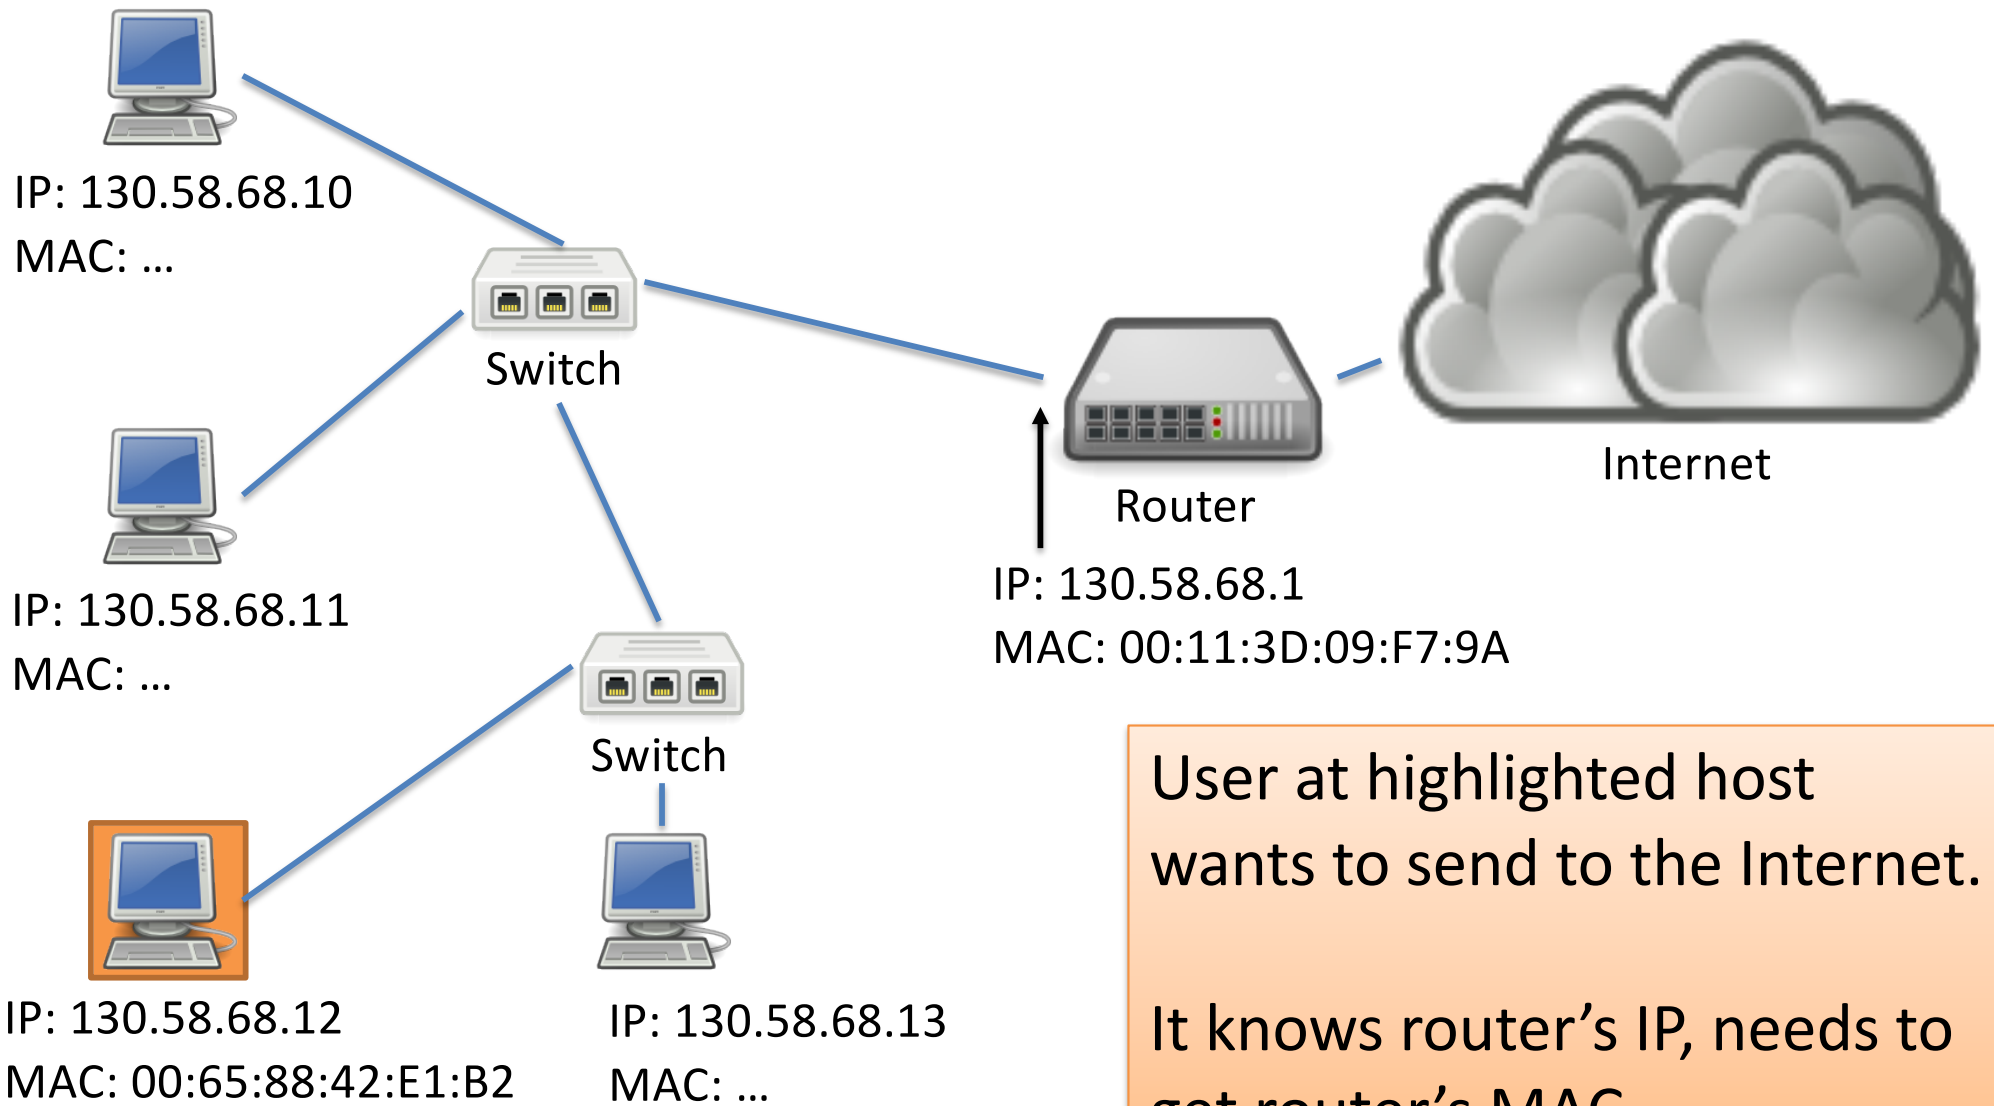 IP: 130.58.68.10
MAC: ...
Switch
Internet
Router
IP: 130.58.68.1
MAC: 00:11:3D:09:F7:9A
IP: 130.58.68.11
MAC: ...
Switch
User at highlighted host
wants to send to the Internet.
It knows router’s IP, needs to
get router’s MAC
IP: 130.58.68.12
MAC: 00:65:88:42:E1:B2
IP: 130.58.68.13
MAC: ...